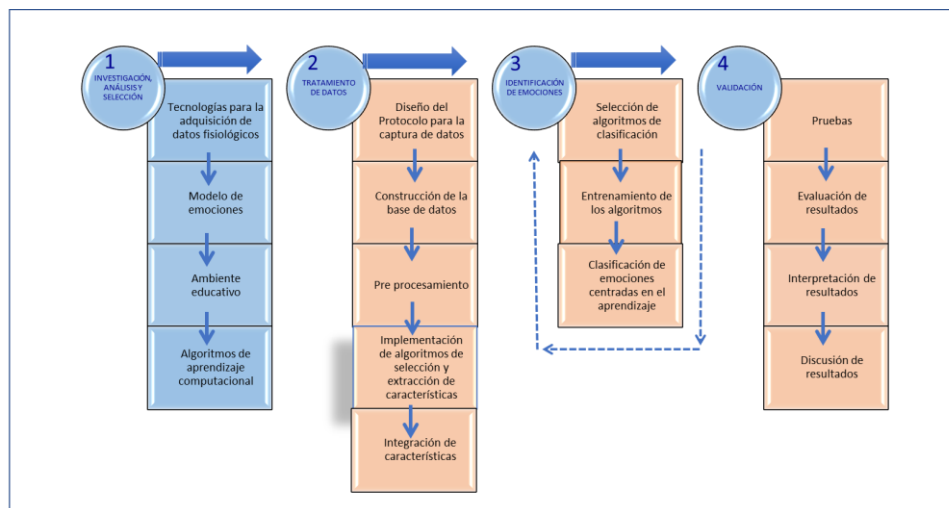 1
INVESTIGACIÓN,
ANÁLISIS Y
SELECCIÓN
Tecnologías para la
adquisición de
datos fisiológicos
Modelo de
emociones
Ambiente
educativo
Algoritmos de
aprendizaje
computacional
2
TRATAMIENTO
DE DATOS
Diseño del
Protocolo para la
captura de datos
Construcción de la
base de datos
Pre procesamiento
Implementación
de algoritmos de
selección y
extracción de
características
Integración de
características
3
IDENTIFICACIÓN
DE EMOCIONES
Selección de
algoritmos de
clasificación
Entrenamiento de
los algoritmos
Clasificación de
emociones
centradas en el
aprendizaje
4
VALIDACIÓN
Pruebas
Evaluación de
resultados
Interpretación de
resultados
Discusión de
resultados